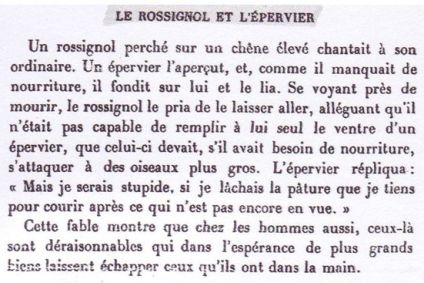 LE ROSSIGNOL ET L'ÉPERVIER
Un rossignol perché sur un chêne élevé chantait à son
ordinaire. Un épervier l'aperçut, et, comme il manquait de
nourriture, il fondit sur lui et le lia. Se voyant près de
mourir, le rossignol le pria de le laisser aller, alléguant qu'il
n'était pas capable de remplir à lui seul le ventre d'un
épervier, que celui-ci devait, s'il avait besoin de nourriture,
s'attaquer à des oiseaux plus gros. L'épervier répliqua :
« Mais je serais stupide, si je lâchais la pâture que je tiens
pour courir après ce qui n'est pas encore en vue. »
Cette fable montre que chez les hommes aussi, ceux-là
sont déraisonnables qui dans l'espérance de plus grands
biens laissent échapper ceux qu'ils ont dans la main.